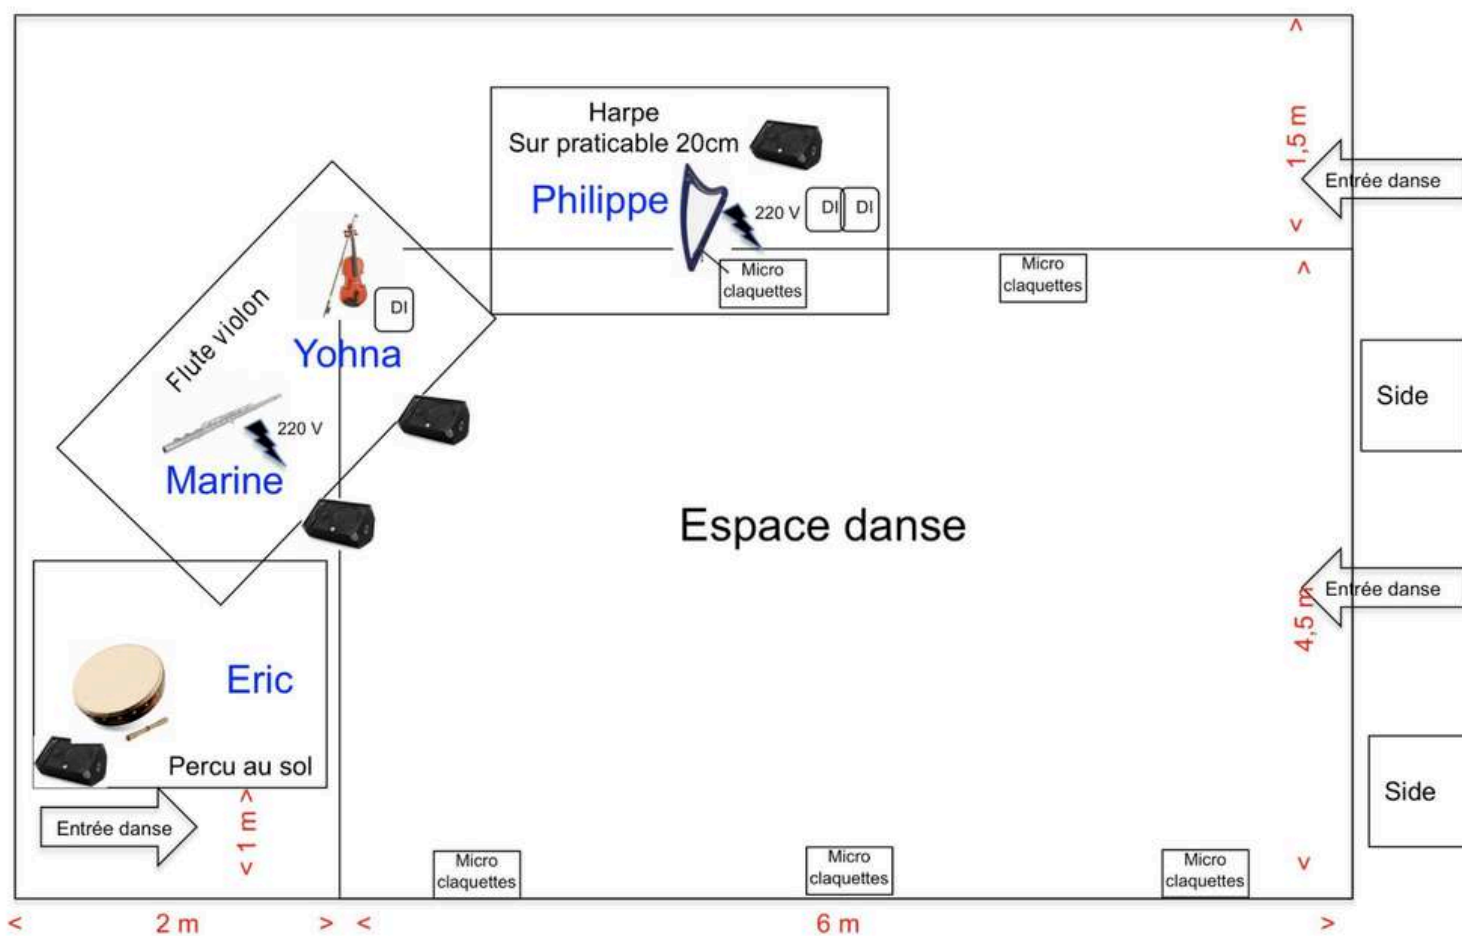 Harpe
Sur praticable 20cm
Philippe
220 V
DI
DI
Micro
claquettes
Micro
claquettes
1,5 m
Entrée danse
Flute violon
DI
Yohna
220 V
Marine
Side
Espace danse
Entrée danse
4,5 m
Eric
Percu au sol
Side
Entrée danse
< 1 m >
Micro
claquettes
Micro
claquettes
Micro
claquettes
< 2 m >
< 6 m >